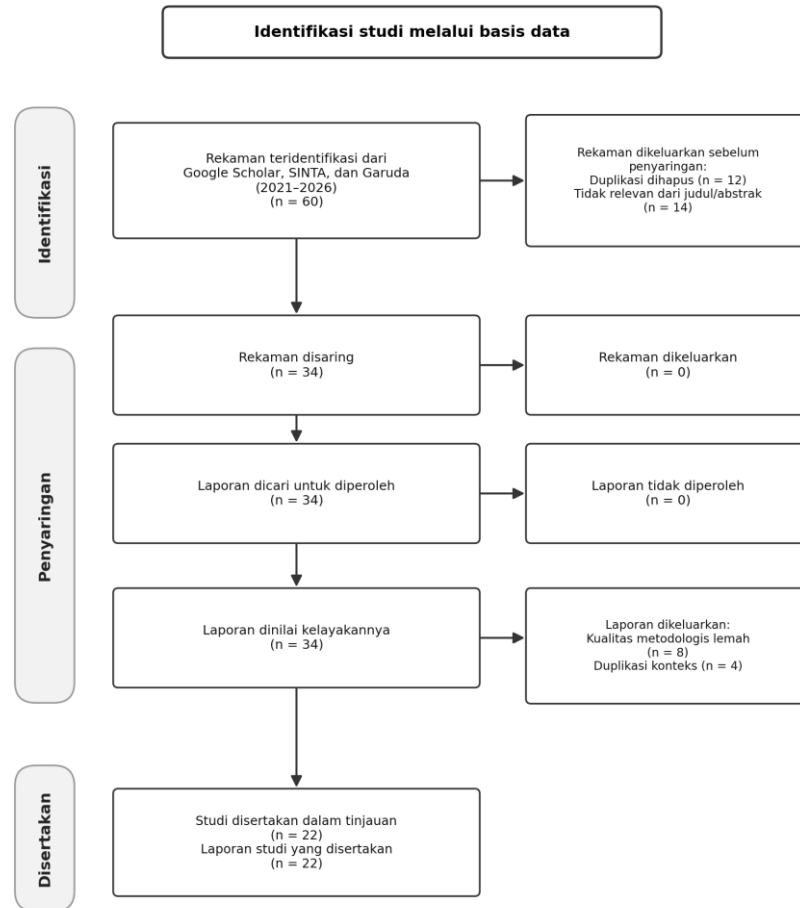 Identifikasi studi melalui basis data
Identifikasi
Rekaman teridentifikasi dari
Google Scholar, SINTA, dan Garuda
(2021–2026)
(n = 60)
Rekaman dikeluarkan sebelum
penyaringan:
Duplikasi dihapus (n = 12)
Tidak relevan dari judul/abstrak
(n = 14)
Penyaringan
Rekaman disaring
(n = 34)
Rekaman dikeluarkan
(n = 0)
Laporan dicari untuk diperoleh
(n = 34)
Laporan tidak diperoleh
(n = 0)
Laporan dinilai kelayakannya
(n = 34)
Laporan dikeluarkan:
Kualitas metodologis lemah
(n = 8)
Duplikasi konteks (n = 4)
Disertakan
Studi disertakan dalam tinjauan
(n = 22)
Laporan studi yang disertakan
(n = 22)